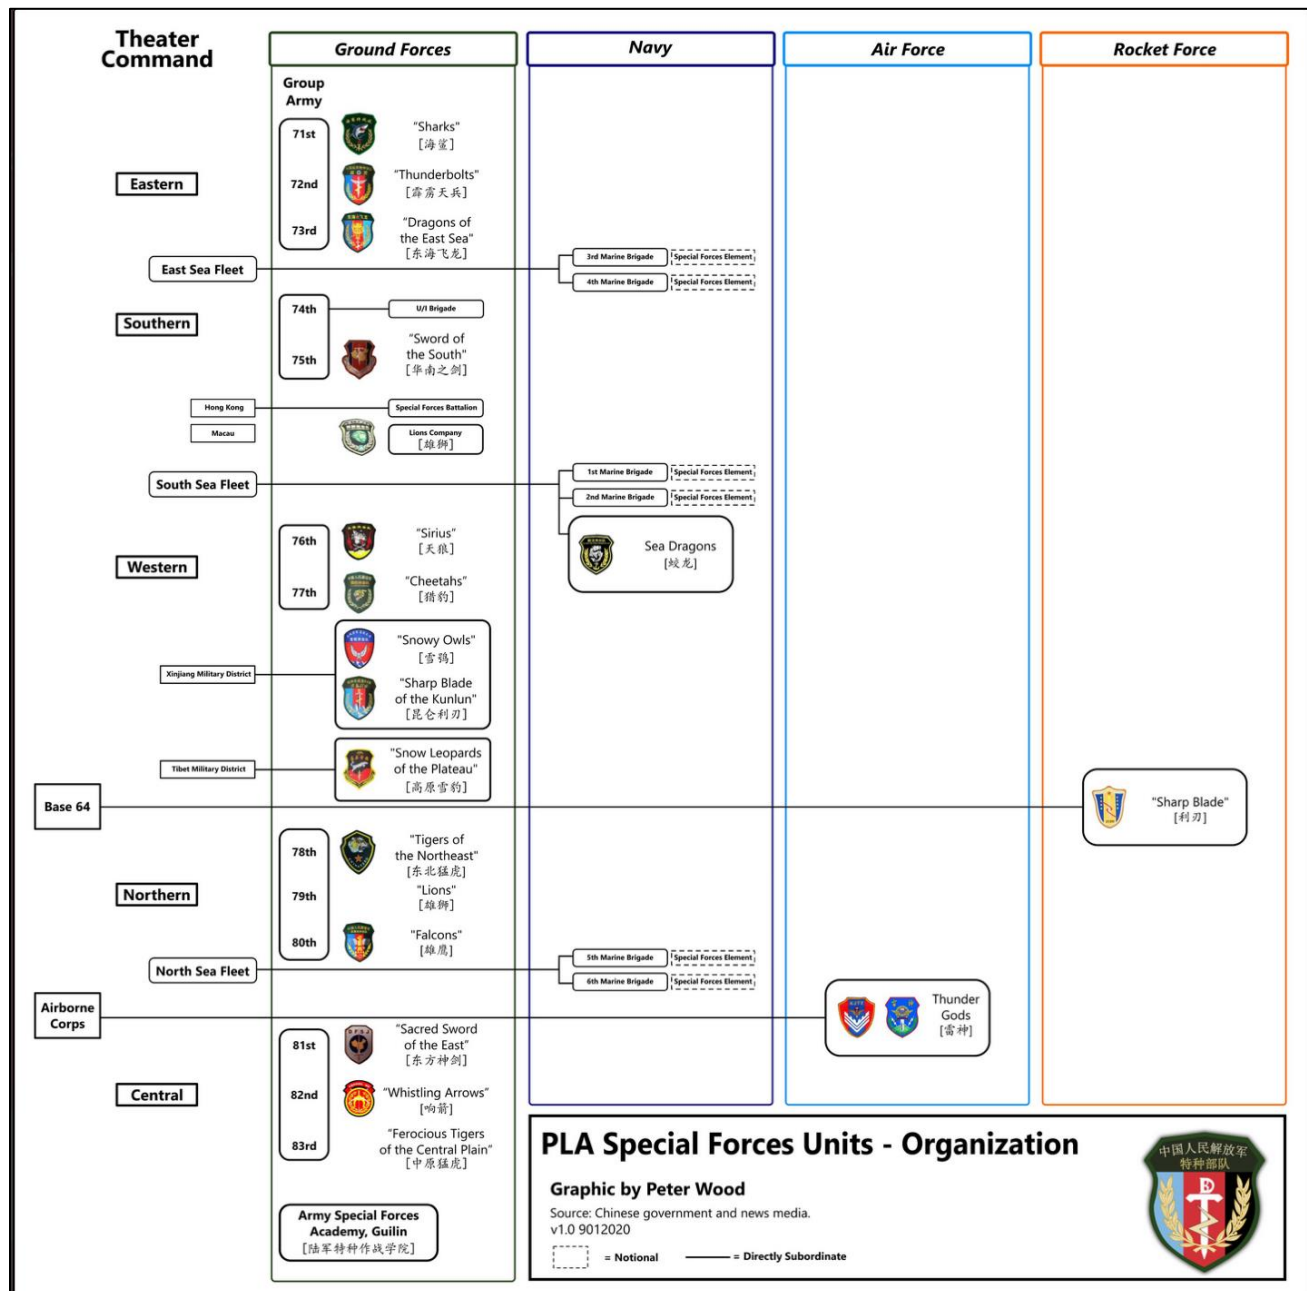 Theater
Command
Ground Forces
Navy
Air Force
Rocket Force
Group
Army
71st
"Sharks"
[海鲨]
Eastern
72nd
"Thunderbolts"
[霹雳天兵]
73rd
"Dragons of
the East Sea"
[东海飞龙]
East Sea Fleet
3rd Marine Brigade
Special Forces Element
4th Marine Brigade
Special Forces Element
Southern
74th
U/I Brigade
75th
"Sword of
the South"
[华南之剑]
Hong Kong
Special Forces Battalion
Macau
Lions Company
[雄狮]
South Sea Fleet
1st Marine Brigade
Special Forces Element
2nd Marine Brigade
Special Forces Element
Sea Dragons
[蛟龙]
Western
76th
"Sirius"
[天狼]
77th
"Cheetahs"
[猎豹]
Xinjiang Military District
"Snowy Owls"
[雪鸮]
"Sharp Blade
of the Kunlun"
[昆仑利刃]
Tibet Military District
"Snow Leopards
of the Plateau"
[高原雪豹]
Base 64
"Sharp Blade"
[利刃]
Northern
78th
"Tigers of
the Northeast"
[东北猛虎]
79th
"Lions"
[雄狮]
80th
"Falcons"
[雄鹰]
North Sea Fleet
5th Marine Brigade
Special Forces Element
6th Marine Brigade
Special Forces Element
Airborne
Corps
Thunder
Gods
[雷神]
Central
81st
"Sacred Sword
of the East"
[东方神剑]
82nd
"Whistling Arrows"
[响箭]
83rd
"Ferocious Tigers
of the Central Plain"
[中原猛虎]
Army Special Forces
Academy, Guilin
[陆军特种作战学院]
PLA Special Forces Units - Organization
Graphic by Peter Wood
Source: Chinese government and news media.
v1.0 9012020
= Notional
= Directly Subordinate
中国人民解放军
特种部队